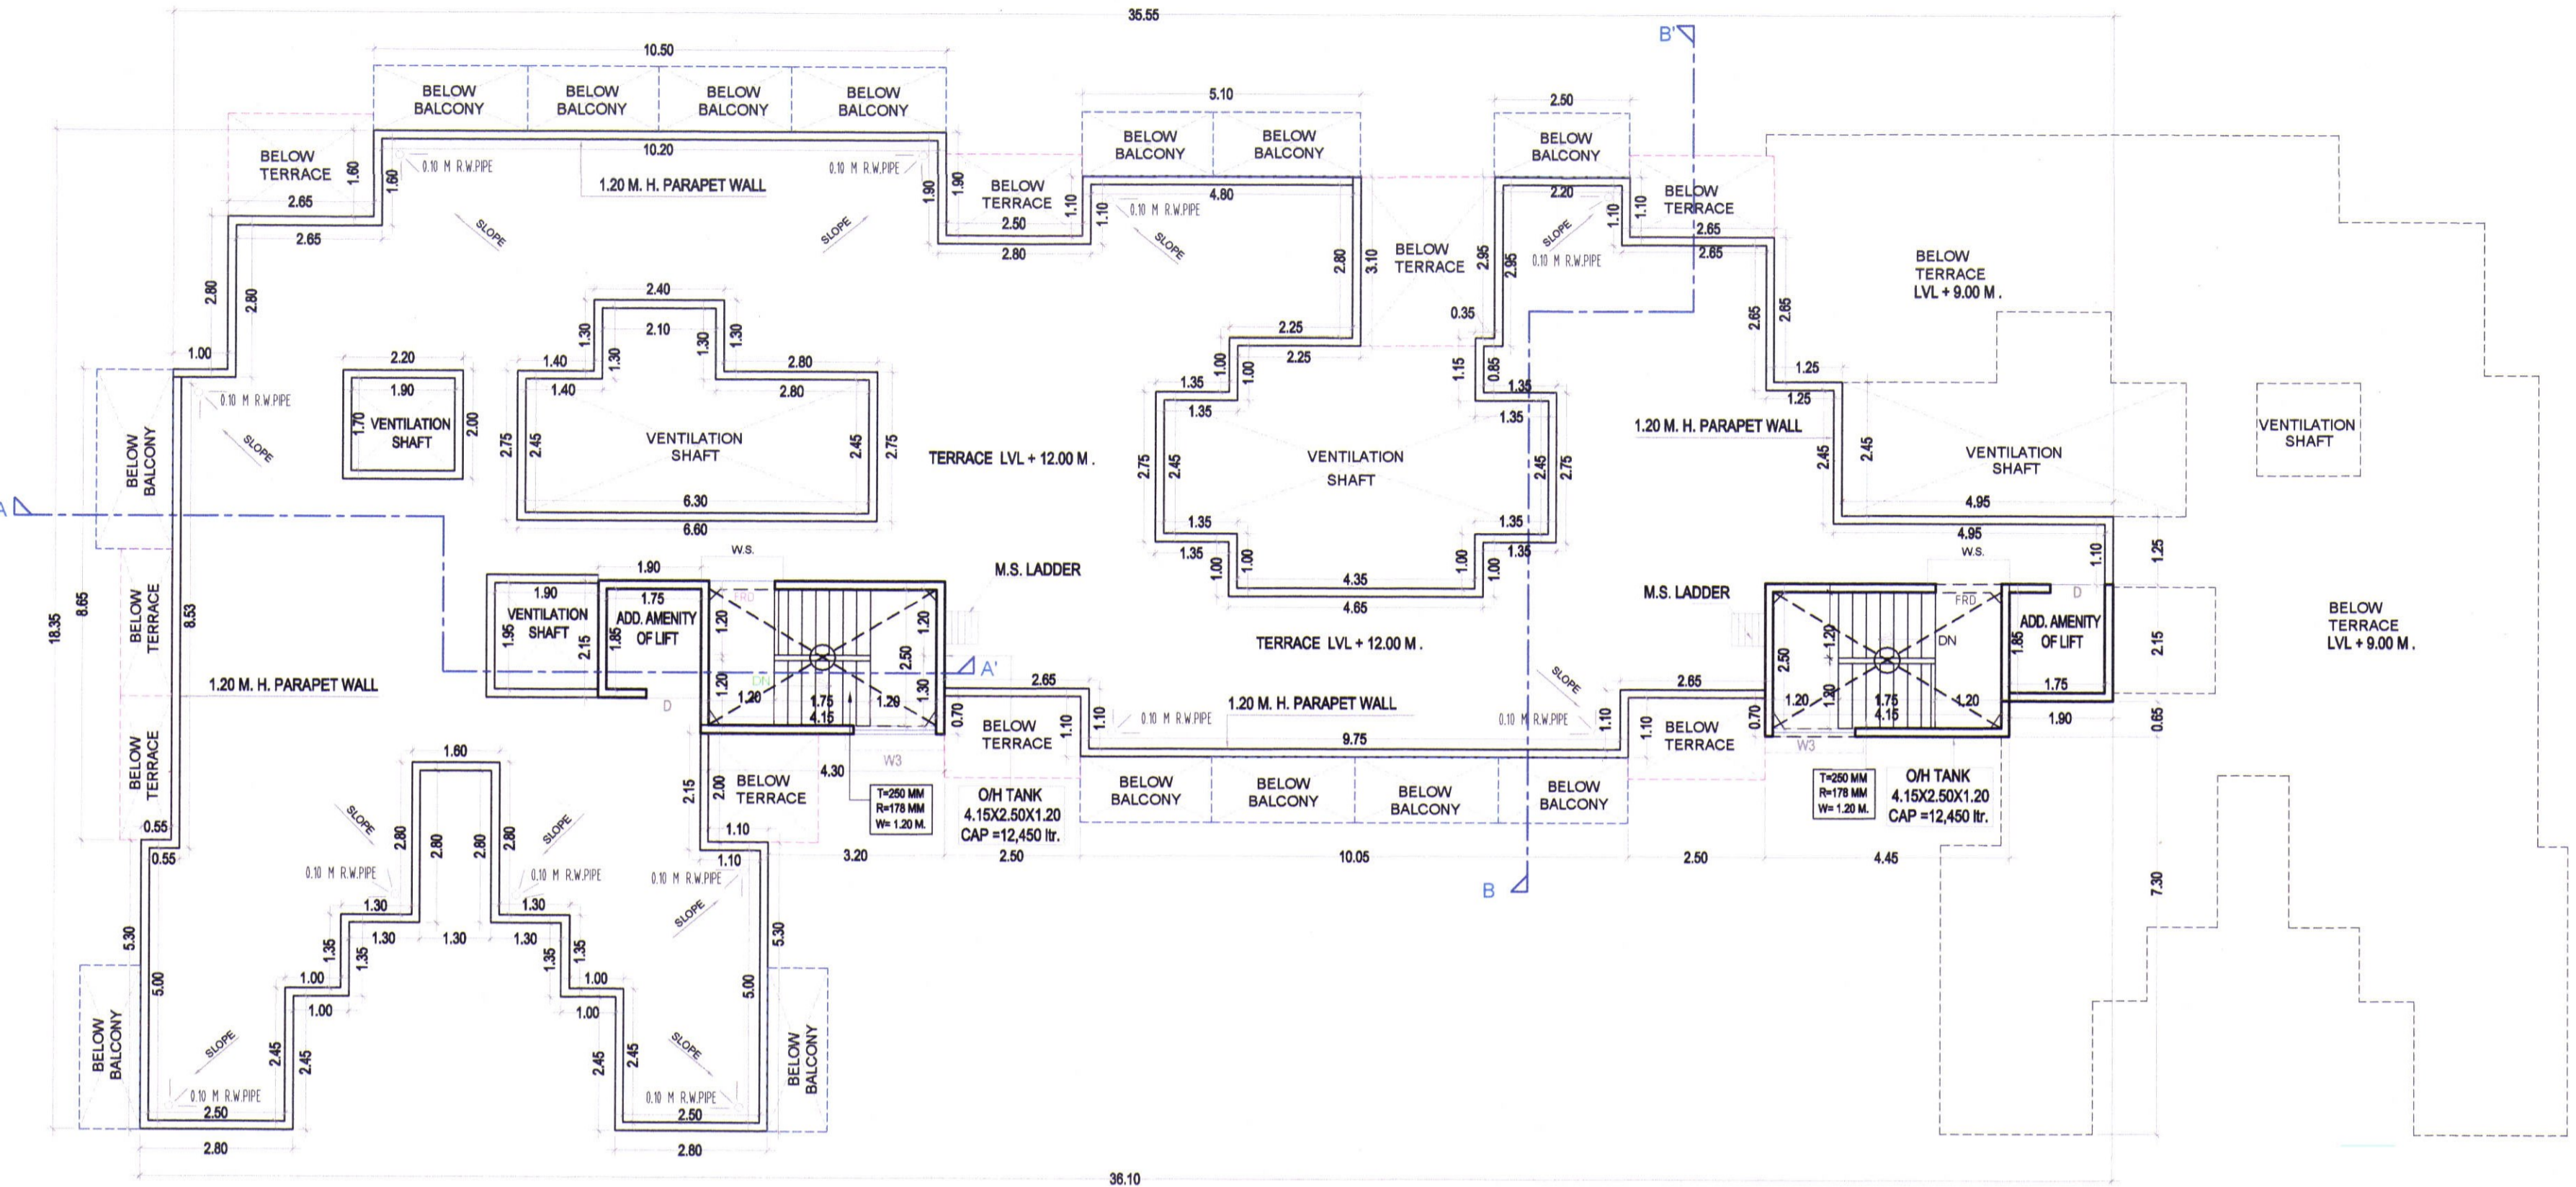 35.55
10.50
B'
BELOW
BALCONY
BELOW
BALCONY
BELOW
BALCONY
BELOW
BALCONY
5.10
2.50
BELOW
BALCONY
BELOW
BALCONY
BELOW
BALCONY
BELOW
TERRACE
1.60
1.60
10.20
0.10 M R.W.PIPE
0.10 M R.W.PIPE
1.20 M. H. PARAPET WALL
1.90
1.90
BELOW
TERRACE
1.10
1.10
4.80
0.10 M R.W.PIPE
2.20
1.10
1.10
BELOW
TERRACE
2.65
2.65
SLOPE
SLOPE
2.50
2.80
SLOPE
2.80
3.10
BELOW
TERRACE
2.95
2.95
SLOPE
0.10 M R.W.PIPE
2.65
2.65
BELOW
TERRACE
LVL + 9.00 M .
2.80
2.80
2.40
2.10
1.30
1.30
1.30
1.30
0.35
2.65
2.65
2.25
2.25
1.00
2.20
1.90
1.40
1.40
2.80
2.80
1.00
1.00
1.15
0.85
1.25
1.25
0.10 M R.W.PIPE
1.35
1.35
1.35
1.35
BELOW
BALCONY
SLOPE
1.70
VENTILATION
SHAFT
2.00
2.75
2.45
VENTILATION
SHAFT
2.45
2.75
TERRACE LVL + 12.00 M .
2.75
2.45
VENTILATION
SHAFT
2.45
2.75
1.20 M. H. PARAPET WALL
2.45
2.45
VENTILATION
SHAFT
VENTILATION
SHAFT
A
6.30
6.60
4.95
4.95
1.35
1.35
1.35
1.35
W.S.
W.S.
1.00
1.00
1.00
1.00
4.35
4.65
1.10
1.25
18.35
8.65
8.53
BELOW
TERRACE
1.90
1.90
VENTILATION
SHAFT
1.95
2.15
1.75
ADD. AMENITY
OF LIFT
1.85
FRD
1.20
1.20
2.50
M.S. LADDER
M.S. LADDER
FRD
D
1.20
DN
ADD. AMENITY
OF LIFT
1.85
2.15
BELOW
TERRACE
LVL + 9.00 M .
TERRACE LVL + 12.00 M .
A'
1.20 M. H. PARAPET WALL
DN
1.20
1.20
1.75
4.15
1.20
1.30
D
2.65
SLOPE
2.65
2.50
1.20
1.20
1.75
4.15
1.20
1.75
1.90
0.65
0.70
BELOW
TERRACE
1.10
1.10
0.10 M R.W.PIPE
1.20 M. H. PARAPET WALL
9.75
0.10 M R.W.PIPE
1.10
1.10
BELOW
TERRACE
0.70
W3
BELOW
TERRACE
1.60
2.15
2.00
BELOW
TERRACE
4.30
W3
T=250 MM
R=178 MM
W= 1.20 M.
O/H TANK
4.15X2.50X1.20
CAP =12,450 ltr.
BELOW
BALCONY
BELOW
BALCONY
BELOW
BALCONY
BELOW
BALCONY
T=250 MM
R=178 MM
W= 1.20 M.
O/H TANK
4.15X2.50X1.20
CAP =12,450 ltr.
0.55
0.55
SLOPE
2.80
2.80
2.80
2.80
SLOPE
1.10
1.10
3.20
2.50
10.05
2.50
4.45
0.10 M R.W.PIPE
0.10 M R.W.PIPE
0.10 M R.W.PIPE
B
7.30
1.30
1.30
SLOPE
1.30
1.30
1.30
5.30
5.00
1.35
1.35
1.35
1.35
5.30
5.00
1.00
1.00
1.00
1.00
BELOW
BALCONY
SLOPE
2.45
2.45
2.45
2.45
SLOPE
BELOW
BALCONY
0.10 M R.W.PIPE
0.10 M R.W.PIPE
2.50
2.50
2.80
2.80
36.10